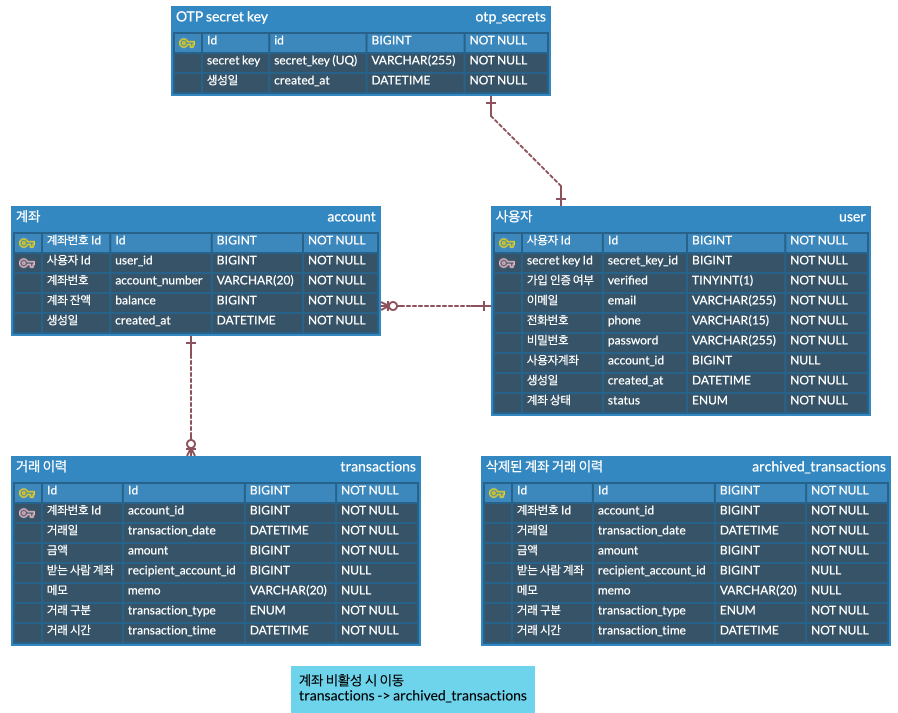 OTP secret key otp_secrets
Id id BIGINT NOT NULL
secret key secret_key (UQ) VARCHAR(255) NOT NULL
생성일 created_at DATETIME NOT NULL
계좌 account
계좌번호 Id Id BIGINT NOT NULL
사용자 Id user_id BIGINT NOT NULL
계좌번호 account_number VARCHAR(20) NOT NULL
계좌 잔액 balance BIGINT NOT NULL
생성일 created_at DATETIME NOT NULL
사용자 user
사용자 Id Id BIGINT NOT NULL
secret key Id secret_key_id BIGINT NOT NULL
가입 인증 여부 verified TINYINT(1) NOT NULL
이메일 email VARCHAR(255) NOT NULL
전화번호 phone VARCHAR(15) NOT NULL
비밀번호 password VARCHAR(255) NOT NULL
사용자계좌 account_id BIGINT NULL
생성일 created_at DATETIME NOT NULL
계좌 상태 status ENUM NOT NULL
거래 이력 transactions
Id Id BIGINT NOT NULL
계좌번호 Id account_id BIGINT NOT NULL
거래일 transaction_date DATETIME NOT NULL
금액 amount BIGINT NOT NULL
받는 사람 계좌 recipient_account_id BIGINT NULL
메모 memo VARCHAR(20) NULL
거래 구분 transaction_type ENUM NOT NULL
거래 시간 transaction_time DATETIME NOT NULL
삭제된 계좌 거래 이력 archived_transactions
Id Id BIGINT NOT NULL
계좌번호 Id account_id BIGINT NOT NULL
거래일 transaction_date DATETIME NOT NULL
금액 amount BIGINT NOT NULL
받는 사람 계좌 recipient_account_id BIGINT NULL
메모 memo VARCHAR(20) NULL
거래 구분 transaction_type ENUM NOT NULL
거래 시간 transaction_time DATETIME NOT NULL
계좌 비활성 시 이동
transactions -> archived_transactions